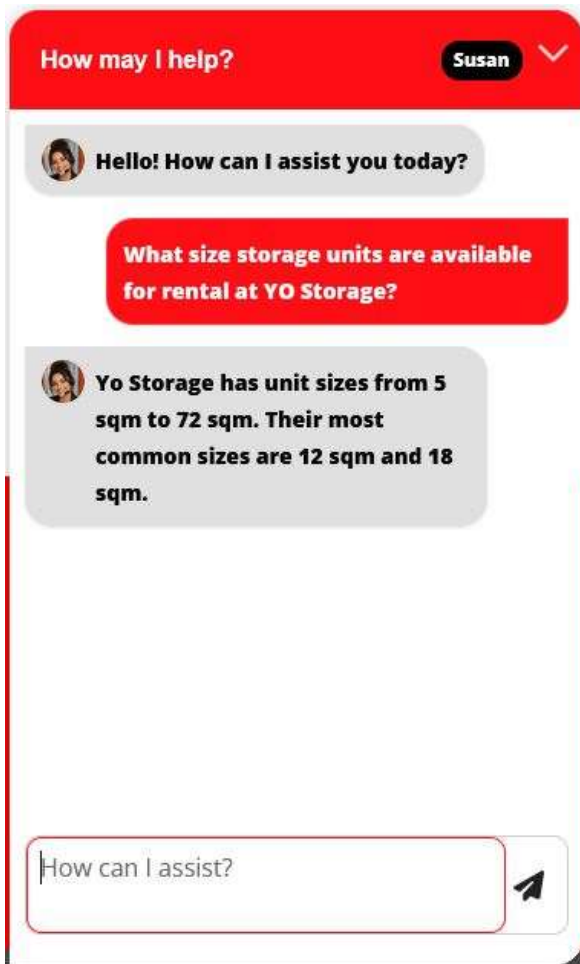 How may I help?
Susan
Hello! How can I assist you today?
What size storage units are available
for rental at YO Storage?
Yo Storage has unit sizes from 5
sqm to 72 sqm. Their most
common sizes are 12 sqm and 18
sqm.
How can I assist?